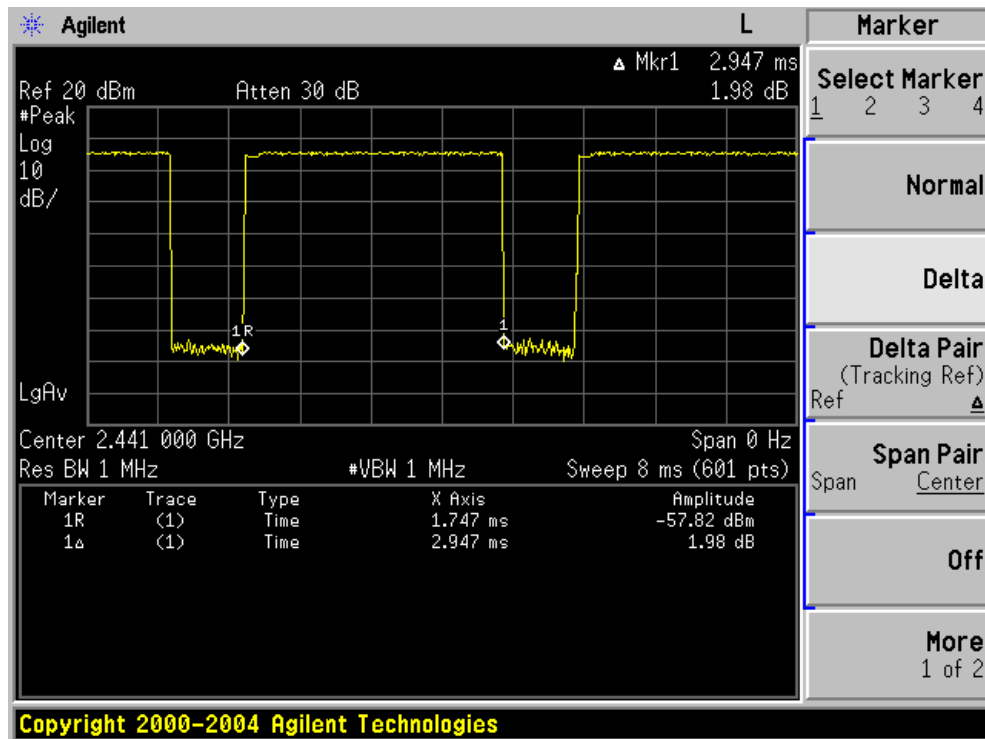 Agilent L
Δ Mkr1 2.947 ms
Ref 20 dBm Atten 30 dB 1.98 dB
#Peak
Log
10
dB/
1R
1
LgAv
Center 2.441 000 GHz Span 0 Hz
Res BW 1 MHz #VBW 1 MHz Sweep 8 ms (601 pts)
Marker Trace Type X Axis Amplitude
1R (1) Time 1.747 ms -57.82 dBm
1Δ (1) Time 2.947 ms 1.98 dB
Copyright 2000-2004 Agilent Technologies
Marker
Select Marker
1 2 3 4
Normal
Delta
Delta Pair
(Tracking Ref)
Ref Δ
Span Pair
Span Center
Off
More
1 of 2